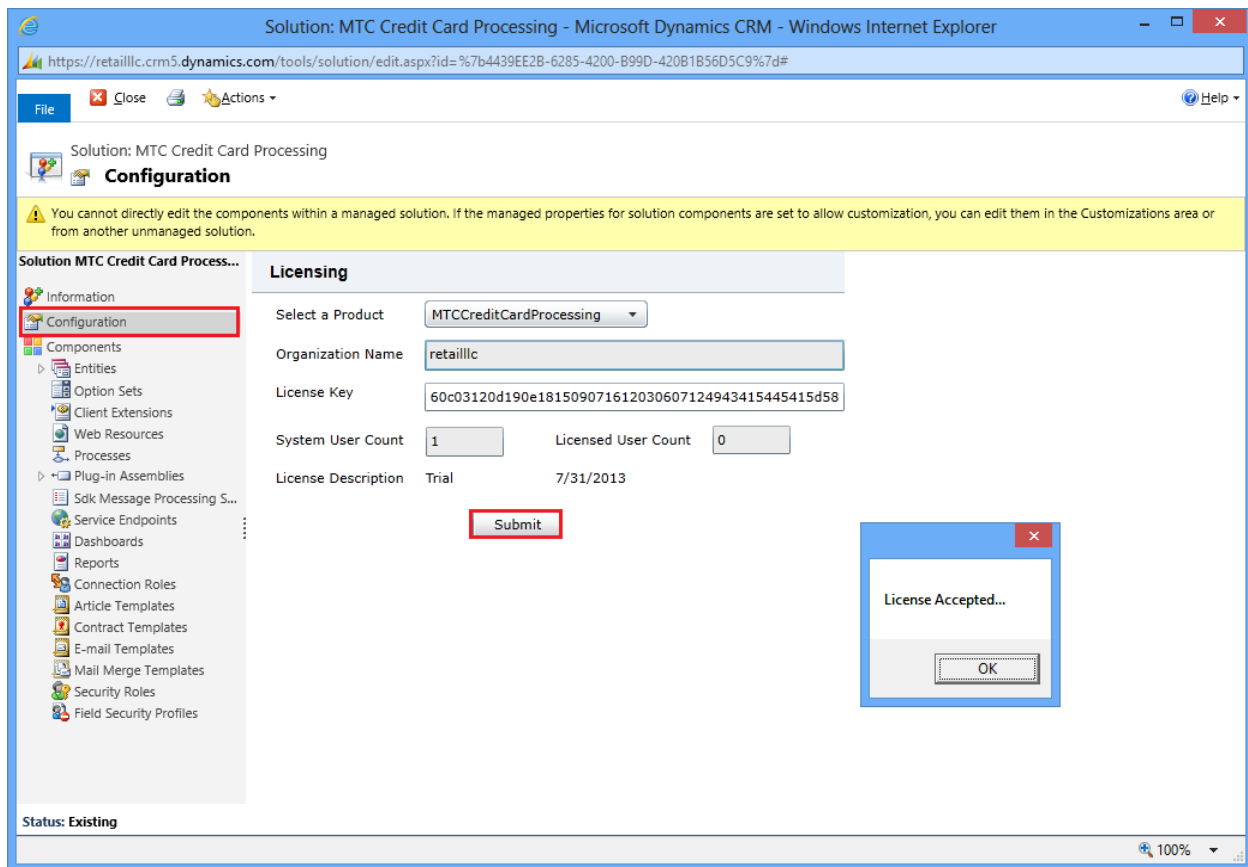 Solution: MTC Credit Card Processing - Microsoft Dynamics CRM - Windows Internet Explorer
https://retailllc.crm5.dynamics.com/tools/solution/edit.aspx?id=%7b4439EE2B-6285-4200-B99D-420B1B56D5C9%7d#
File Close Actions Help
Solution: MTC Credit Card Processing
Configuration
You cannot directly edit the components within a managed solution. If the managed properties for solution components are set to allow customization, you can edit them in the Customizations area or
from another unmanaged solution.
Solution MTC Credit Card Process...
Information
Configuration
Components
Entities
Option Sets
Client Extensions
Web Resources
Processes
Plug-in Assemblies
Sdk Message Processing S...
Service Endpoints
Dashboards
Reports
Connection Roles
Article Templates
Contract Templates
E-mail Templates
Mail Merge Templates
Security Roles
Field Security Profiles
Licensing
Select a Product MTCCreditCardProcessing
Organization Name retailllc
License Key 60c03120d190e181509071612030607124943415445415d58
System User Count 1 Licensed User Count 0
License Description Trial 7/31/2013
Submit
License Accepted...
OK
Status: Existing
100%